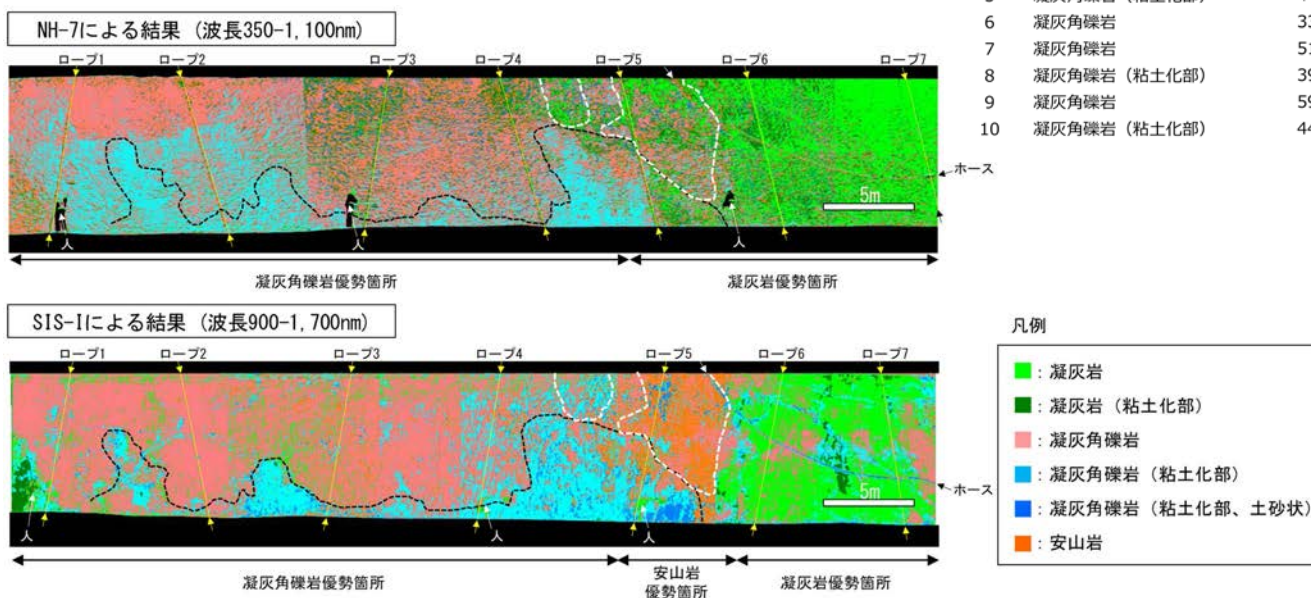 6 凝灰角礫岩
7 凝灰角礫岩
8 凝灰角礫岩（粘土化部）
9 凝灰角礫岩
10 凝灰角礫岩（粘土化部）
NH-7による結果（波長350-1,100nm）
ロープ1 ロープ2 ロープ3 ロープ4 ロープ5 ロープ6 ロープ7
ホース
5m
人 人 人
凝灰角礫岩優勢箇所 凝灰岩優勢箇所
SIS-Iによる結果（波長900-1,700nm）
ロープ1 ロープ2 ロープ3 ロープ4 ロープ5 ロープ6 ロープ7
ホース
5m
人 人 人
凝灰角礫岩優勢箇所 安山岩優勢箇所 凝灰岩優勢箇所
凡例
：凝灰岩
：凝灰岩（粘土化部）
：凝灰角礫岩
：凝灰角礫岩（粘土化部）
：凝灰角礫岩（粘土化部、土砂状）
：安山岩